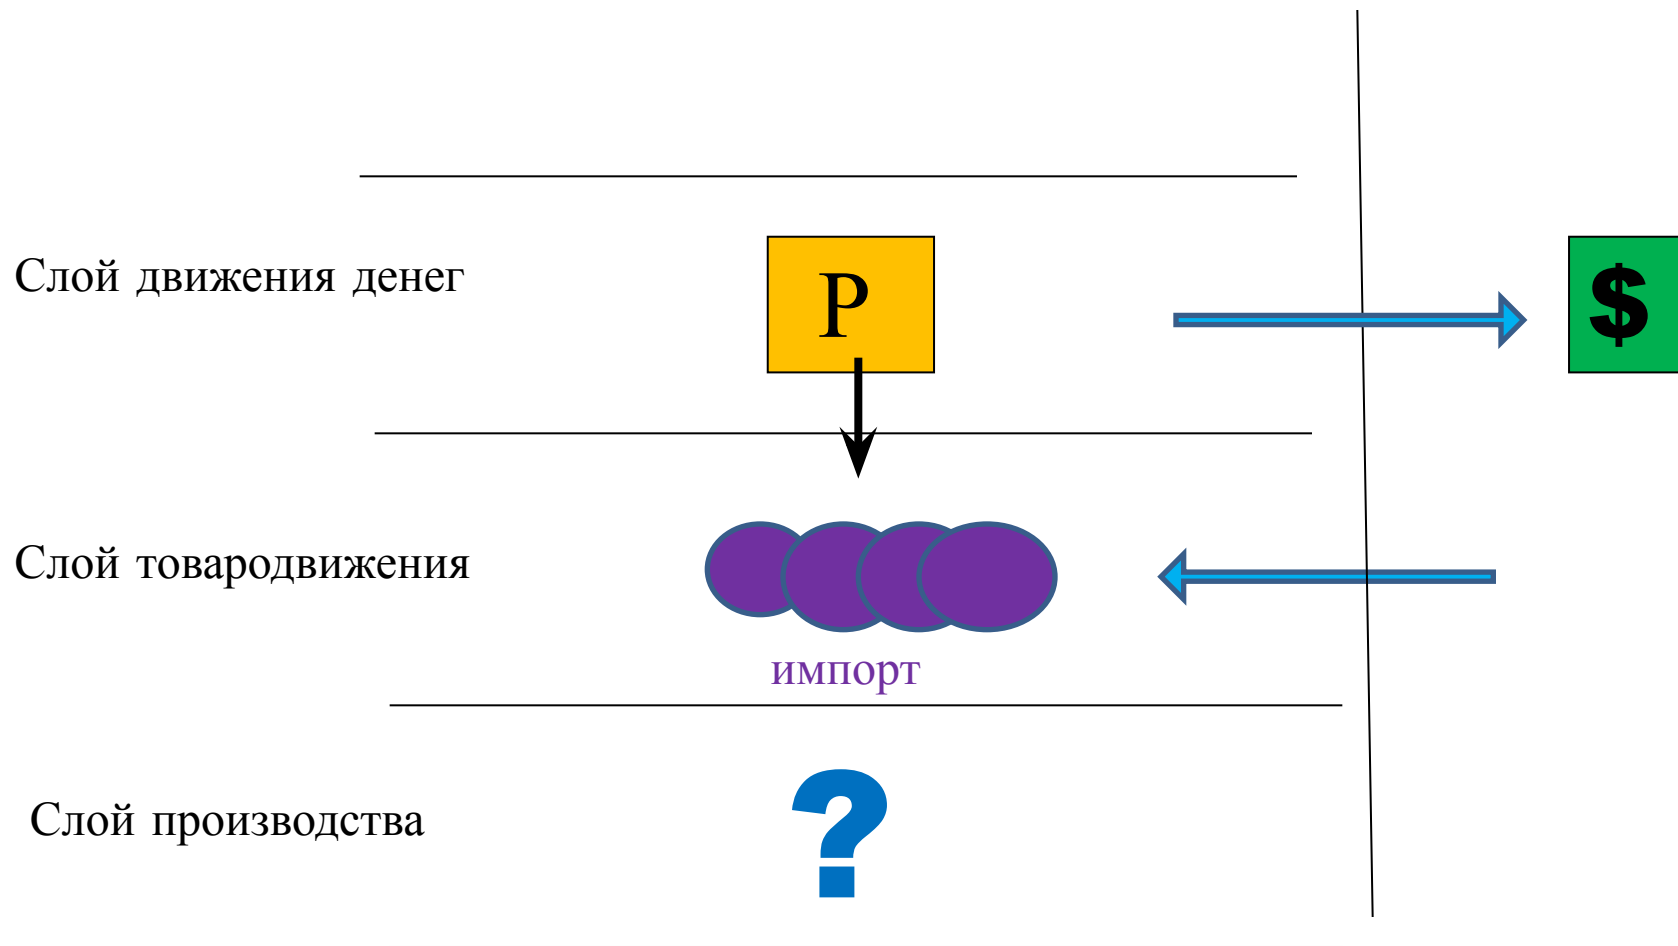 Слой движения денег
Р
$
Слой товародвижения
импорт
Слой производства
?